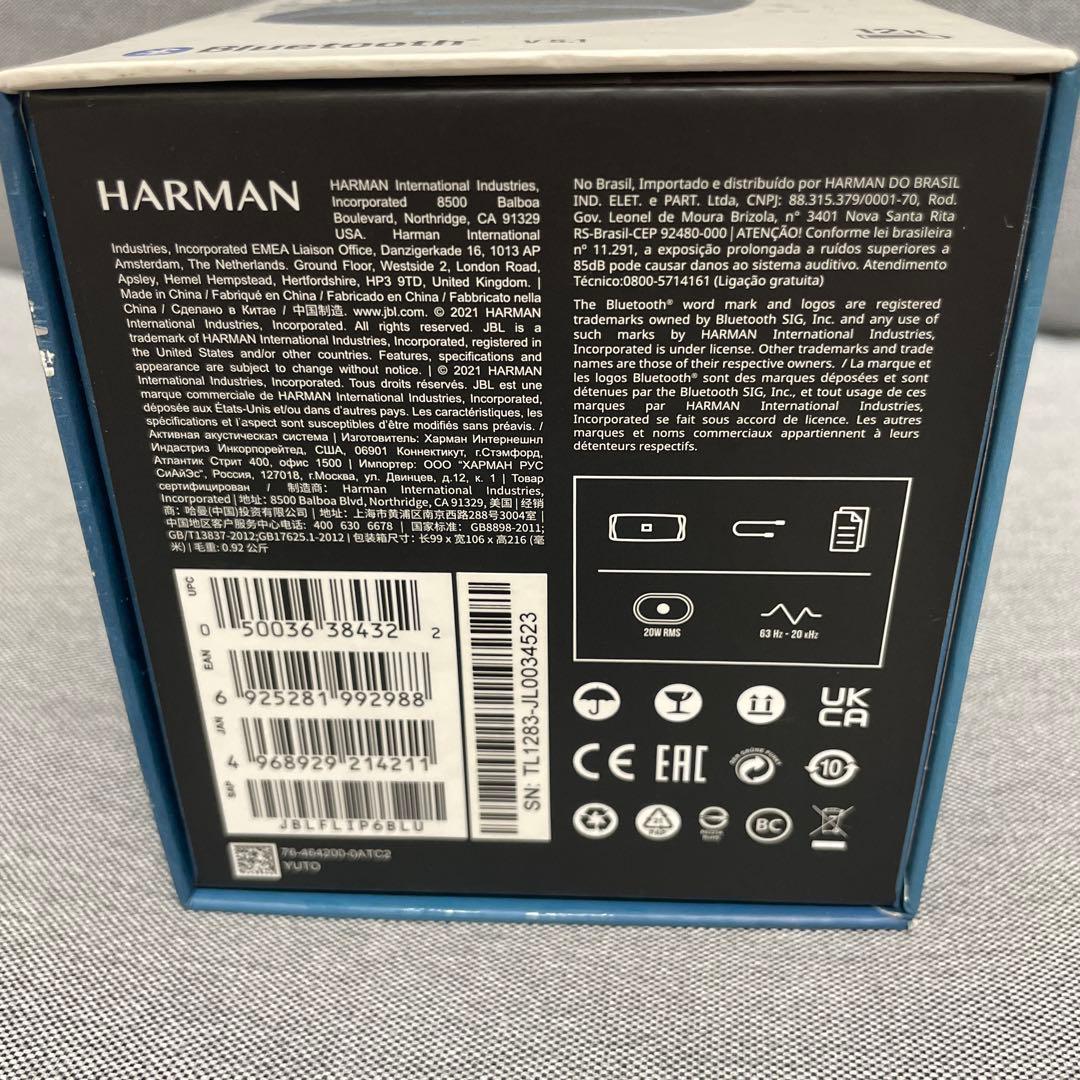 Bluetooth®
V 5.1
12H
HARMAN
HARMAN International Industries,
Incorporated 8500 Balboa
Boulevard, Northridge, CA 91329
USA. Harman International
Industries, Incorporated EMEA Liaison Office, Danzigerkade 16, 1013 AP
Amsterdam, The Netherlands. Ground Floor, Westside 2, London Road,
Apsley, Hemel Hempstead, Hertfordshire, HP3 9TD, United Kingdom. |
Made in China / Fabriqué en China / Fabricado en China / Fabbricato nella
China / Сделано в Китае / 中国制造. www.jbl.com. © 2021 HARMAN
International Industries, Incorporated. All rights reserved. JBL is a
trademark of HARMAN International Industries, Incorporated, registered in
the United States and/or other countries. Features, specifications and
appearance are subject to change without notice. | © 2021 HARMAN
International Industries, Incorporated. Tous droits réservés. JBL est une
marque commerciale de HARMAN International Industries, Incorporated,
déposée aux États-Unis et/ou dans d'autres pays. Les caractéristiques, les
spécifications et l'aspect sont susceptibles d'être modifiés sans préavis. /
Активная акустическая система | Изготовитель: Харман Интернешнл
Индастриз Инкорпорейтед, США, 06901 Коннектикут, г.Стэмфорд,
Атлантик Стрит 400, офис 1500 | Импортер: ООО "ХАРМАН РУС
СиАйЭс", Россия, 127018, г.Москва, ул. Двинцев, д.12, к. 1 | Товар
сертифицирован / 制造商: Harman International Industries,
Incorporated | 地址: 8500 Balboa Blvd, Northridge, CA 91329, 美国 | 经销
商: 哈曼(中国)投资有限公司 | 地址: 上海市黄浦区南京西路288号3004室 |
中国地区客户服务中心电话: 400 630 6678 | 国家标准: GB8898-2011;
GB/T13837-2012;GB17625.1-2012 | 包装箱尺寸: 长99 x 宽106 x 高216 (毫
米) | 毛重: 0.92 公斤
No Brasil, Importado e distribuído por HARMAN DO BRASIL
IND. ELET. e PART. Ltda, CNPJ: 88.315.379/0001-70, Rod.
Gov. Leonel de Moura Brizola, n° 3401 Nova Santa Rita
RS-Brasil-CEP 92480-000 | ATENÇÃO! Conforme lei brasileira
n° 11.291, a exposição prolongada a ruídos superiores a
85dB pode causar danos ao sistema auditivo. Atendimento
Técnico:0800-5714161 (Ligação gratuita)
The Bluetooth® word mark and logos are registered
trademarks owned by Bluetooth SIG, Inc. and any use of
such marks by HARMAN International Industries,
Incorporated is under license. Other trademarks and trade
names are those of their respective owners. / La marque et
les logos Bluetooth® sont des marques déposées et sont
détenues par the Bluetooth SIG, Inc., et tout usage de ces
marques par HARMAN International Industries,
Incorporated se fait sous accord de licence. Les autres
marques et noms commerciaux appartiennent à leurs
détenteurs respectifs.
20W RMS
63 Hz - 20 kHz
UPC
0 50036 38432 2
EAN
6 925281 992988
JAN
4 968929 214211
SAP
JBLFLIP6BLU
SN: TL1283-JL0034523
76-464200-0ATC2
YUTO
UK
CA
CE
EAC
DER GRÜNE PUNKT
10
21
PAP
BC